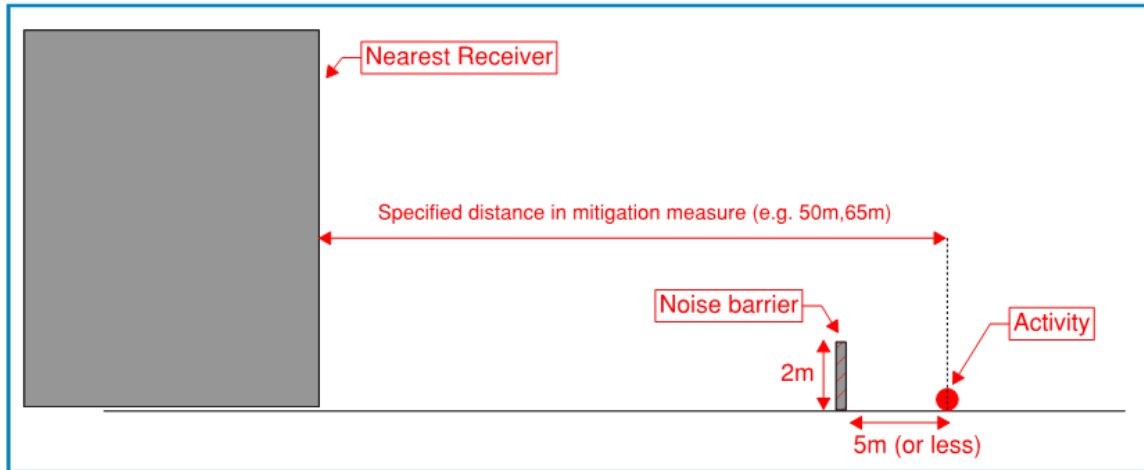 Nearest Receiver
Specified distance in mitigation measure (e.g. 50m,65m)
Noise barrier
Activity
2m
5m (or less)